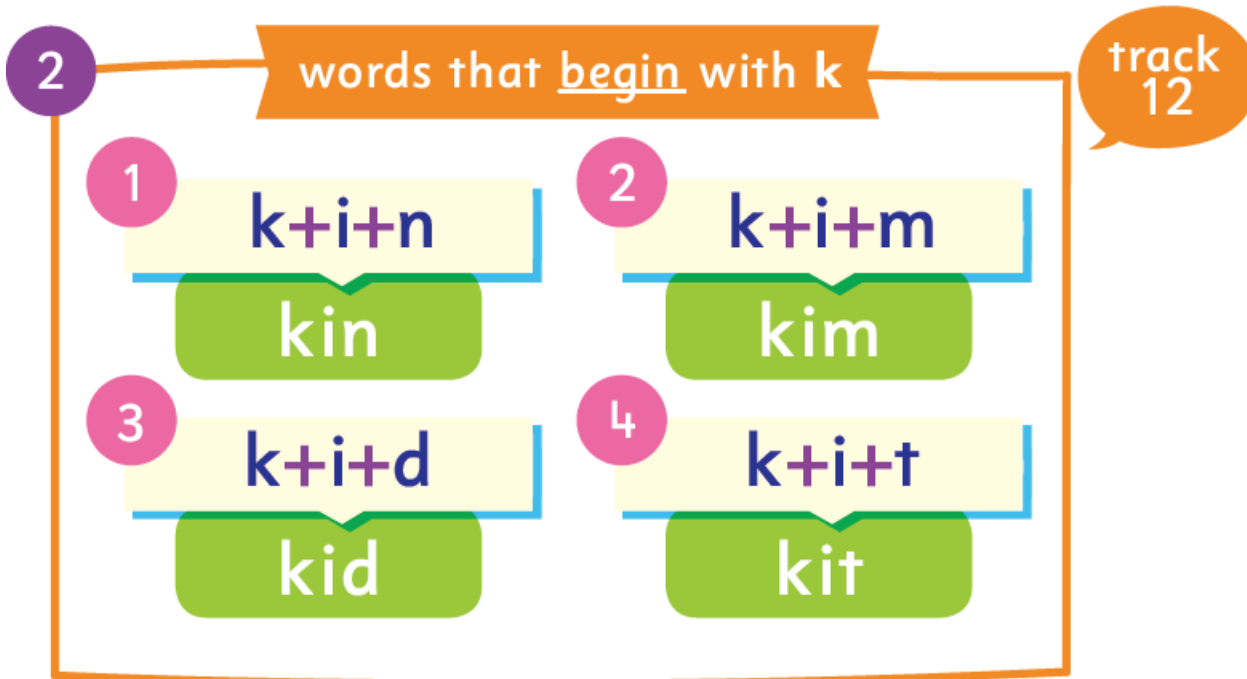 2
words that begin with k
track
12
1
k+i+n
kin
2
k+i+m
kim
3
k+i+d
kid
4
k+i+t
kit